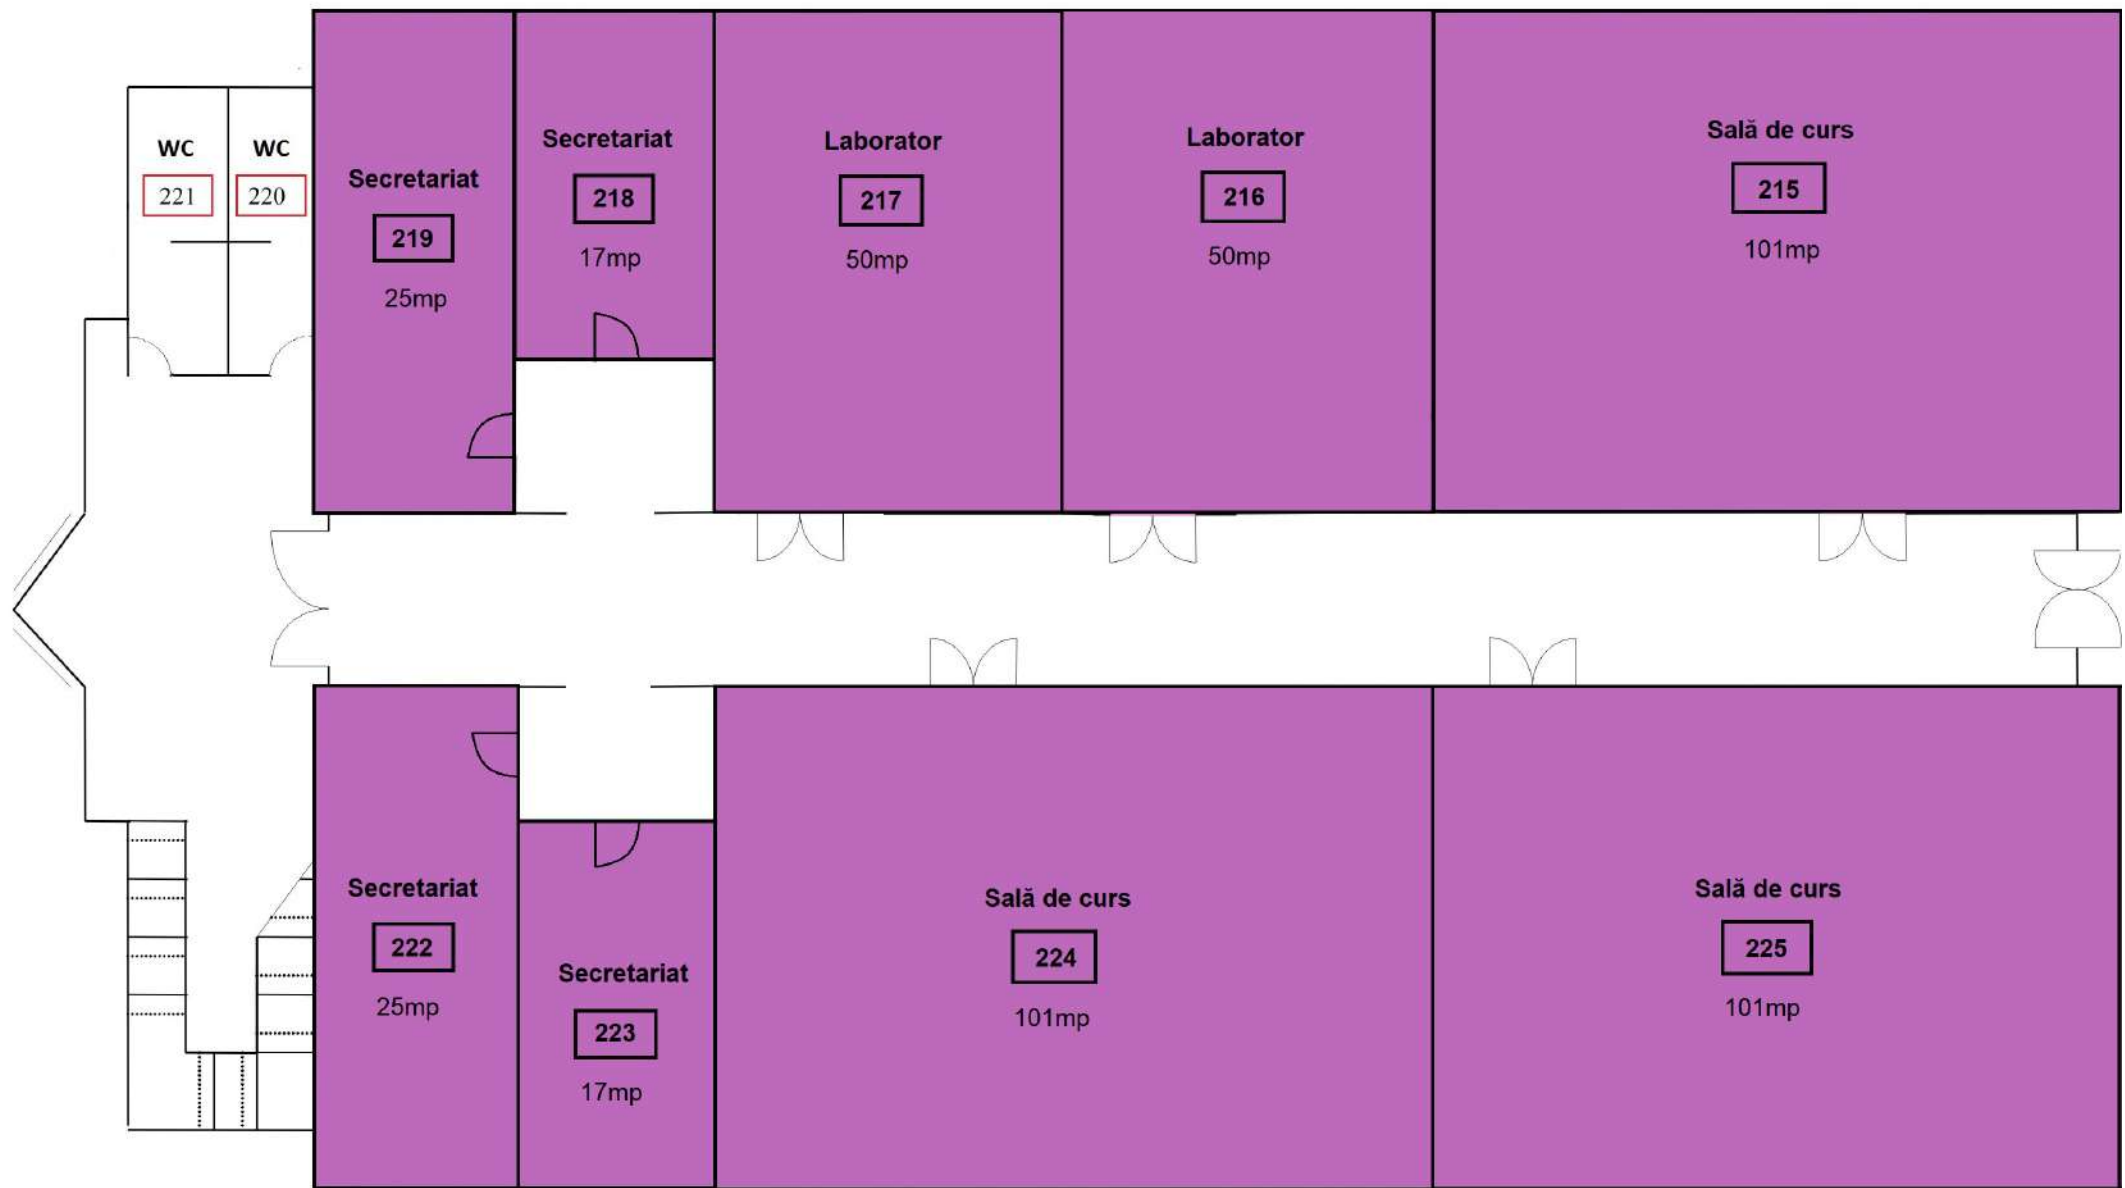 WC
221
WC
220
Secretariat
219
25mp
Secretariat
218
17mp
Laborator
217
50mp
Laborator
216
50mp
Sală de curs
215
101mp
Secretariat
222
25mp
Secretariat
223
17mp
Sală de curs
224
101mp
Sală de curs
225
101mp